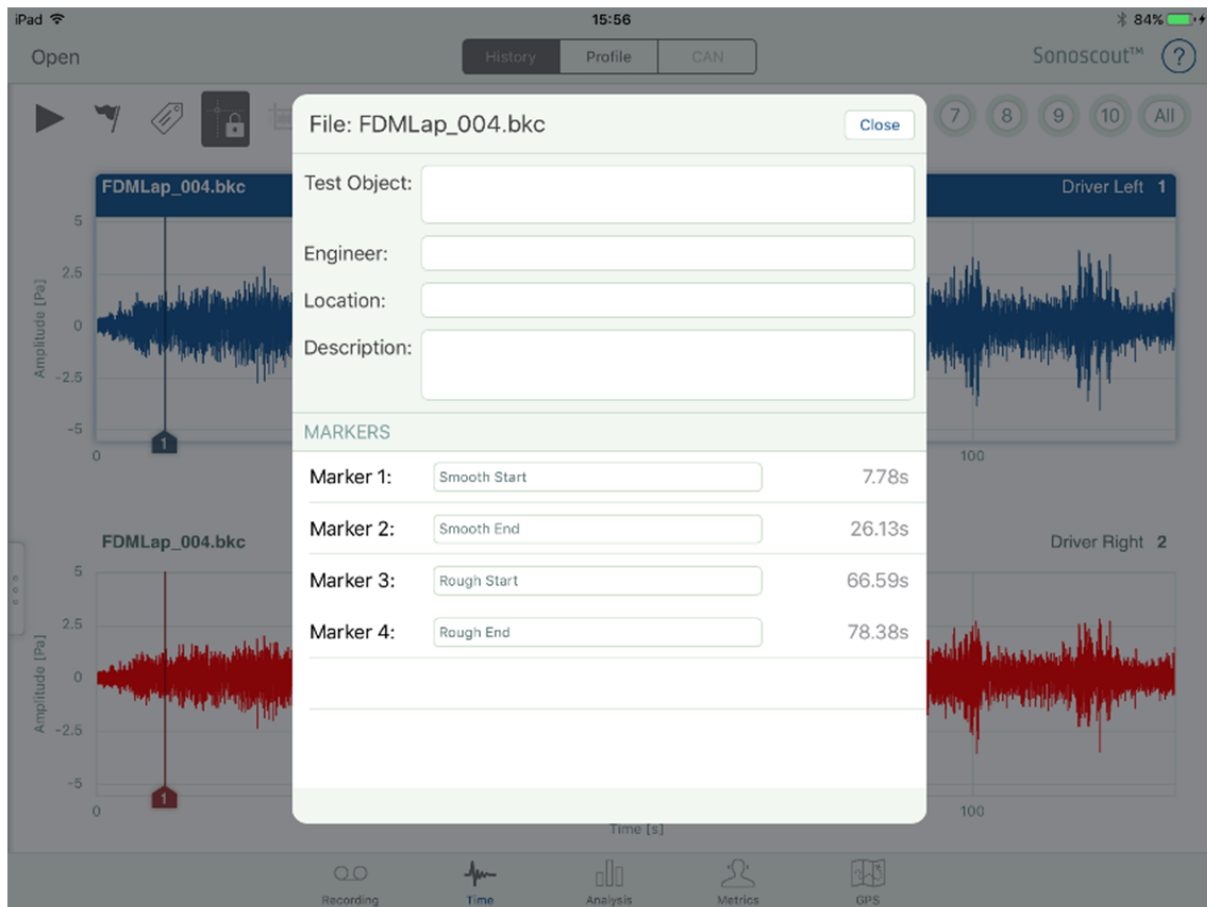 iPad 15:56 84%
Open History Profile CAN Sonoscout™ ?
File: FDMLap_004.bkc Close 7 8 9 10 All
Test Object:
FDMLap_004.bkc Driver Left 1
Engineer:
Location:
Description:
Amplitude [Pa]
5
2.5
0
-2.5
-5
1
0 100
MARKERS
Marker 1: Smooth Start 7.78s
Marker 2: Smooth End 26.13s
Marker 3: Rough Start 66.59s
Marker 4: Rough End 78.38s
FDMLap_004.bkc Driver Right 2
Amplitude [Pa]
5
2.5
0
-2.5
-5
1
0 100
Time [s]
Recording Time Analysis Metrics GPS